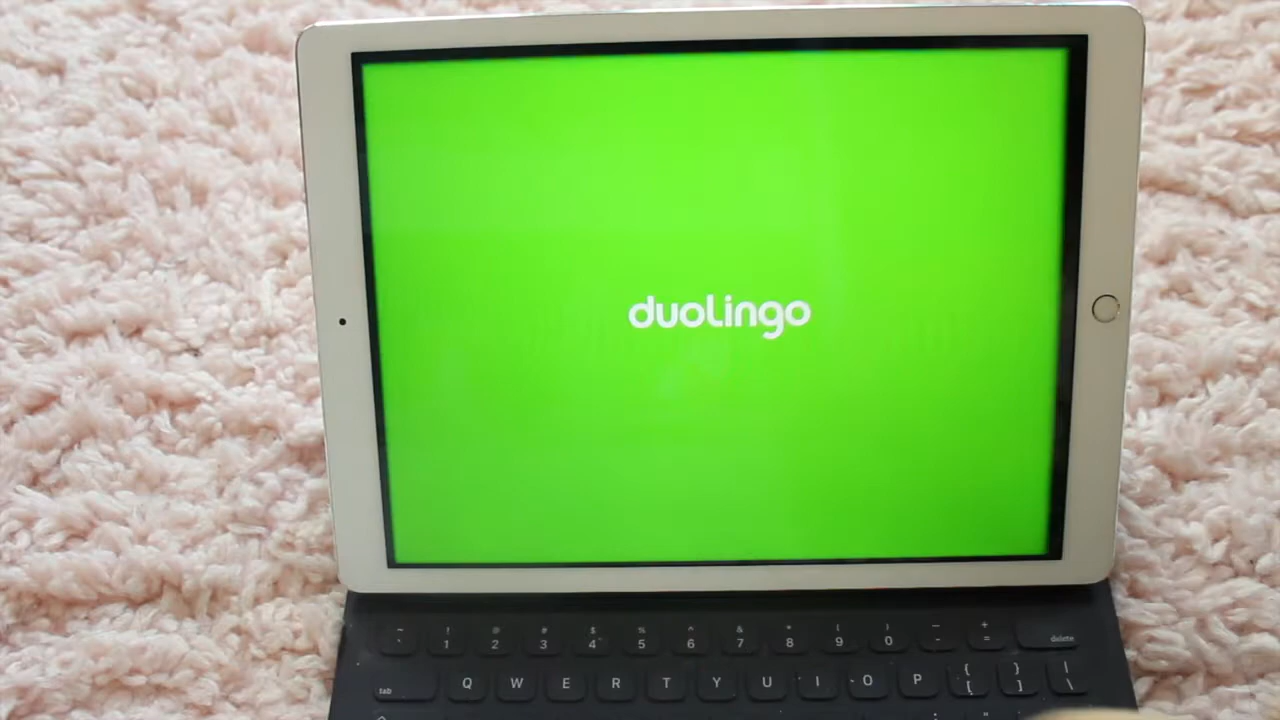 duolingo
~ ! @ # $ % ^ & * ( ) — +
` 1 2 3 4 5 6 7 8 9 0 - = delete
{ } |
tab Q W E R T Y U I O P [ ] \
: "